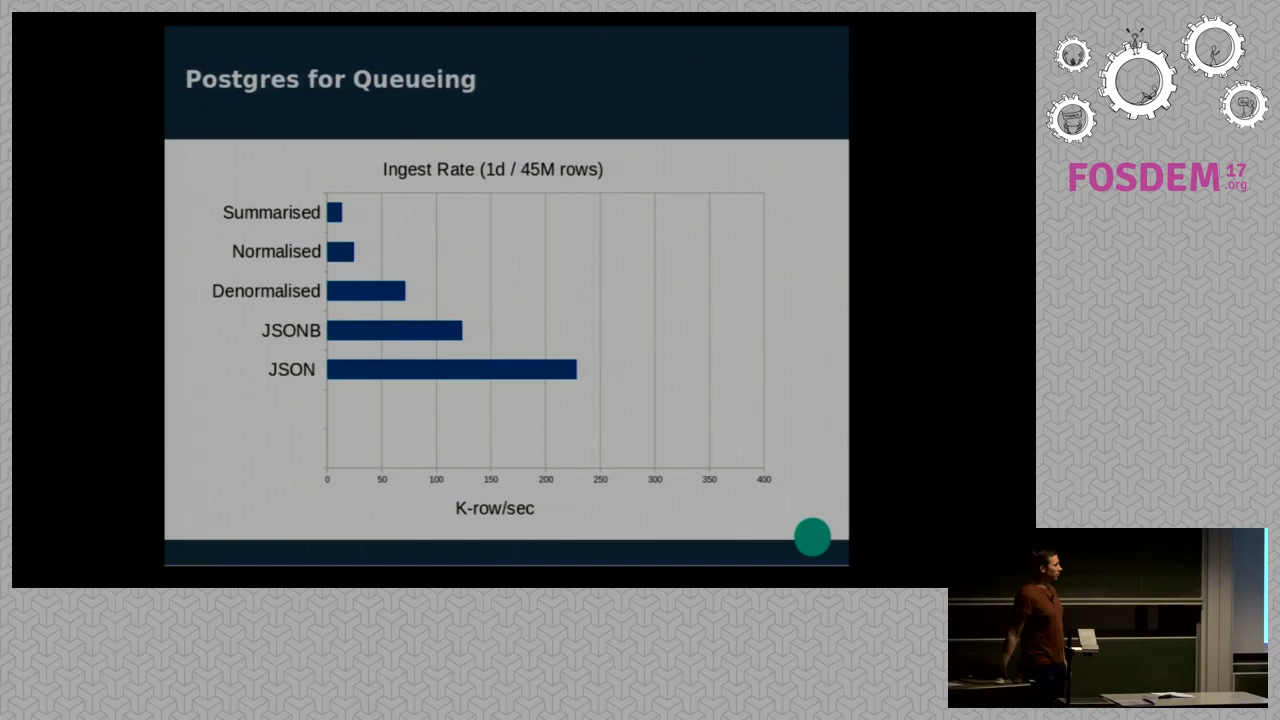 Postgres for Queueing
Ingest Rate (1d / 45M rows)
Summarised
Normalised
Denormalised
JSONB
JSON
0 50 100 150 200 250 300 350 400
K-row/sec
FOSDEM 17
.org